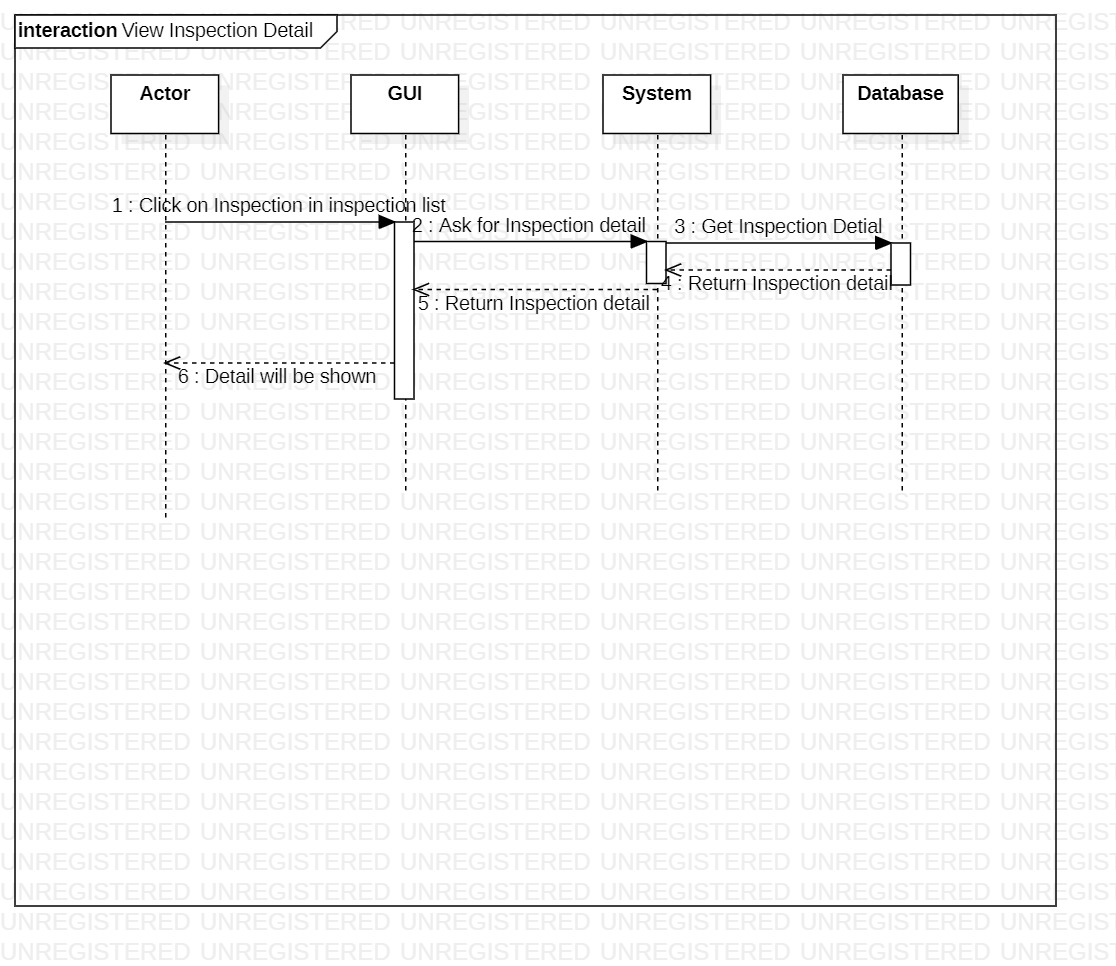 interaction View Inspection Detail
Actor
GUI
System
Database
1 : Click on Inspection in inspection list
2 : Ask for Inspection detail
3 : Get Inspection Detial
4 : Return Inspection detail
5 : Return Inspection detail
6 : Detail will be shown
UNREGISTERED